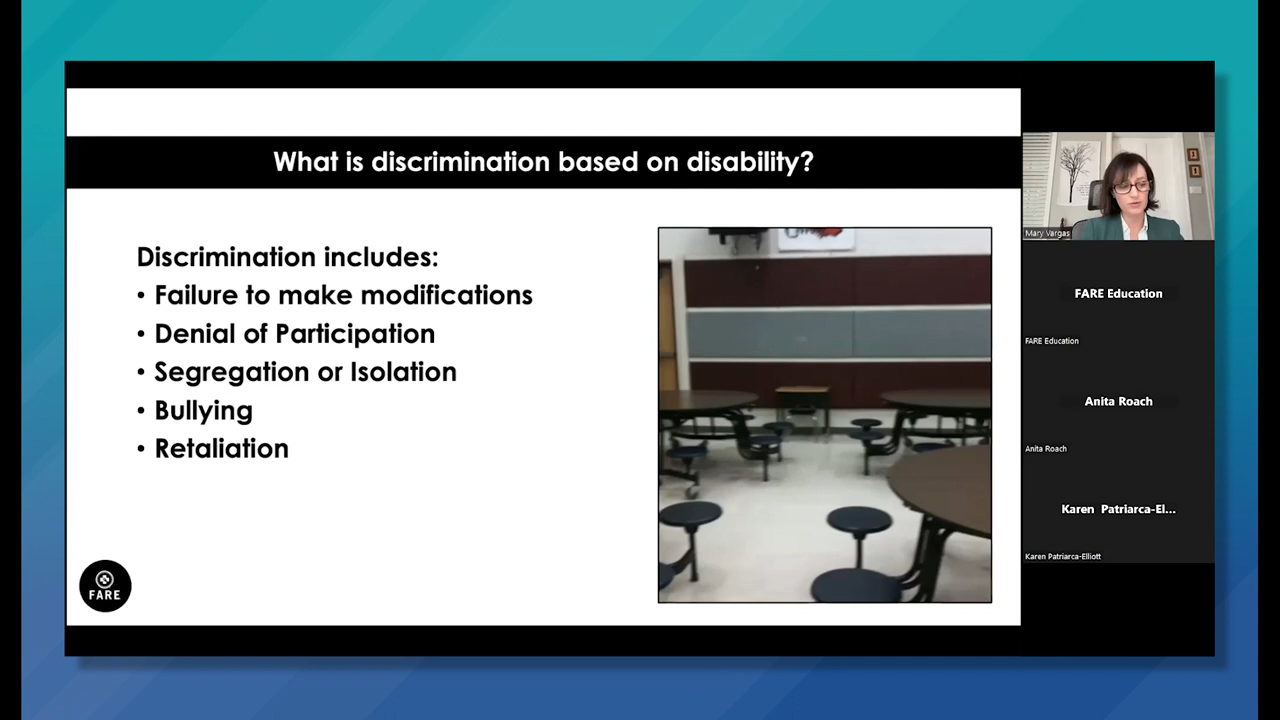 What is discrimination based on disability?
Discrimination includes:
• Failure to make modifications
• Denial of Participation
• Segregation or Isolation
• Bullying
• Retaliation
FARE
Mary Vargas
FARE Education
FARE Education
Anita Roach
Anita Roach
Karen Patriarca-El...
Karen Patriarca-Elliott